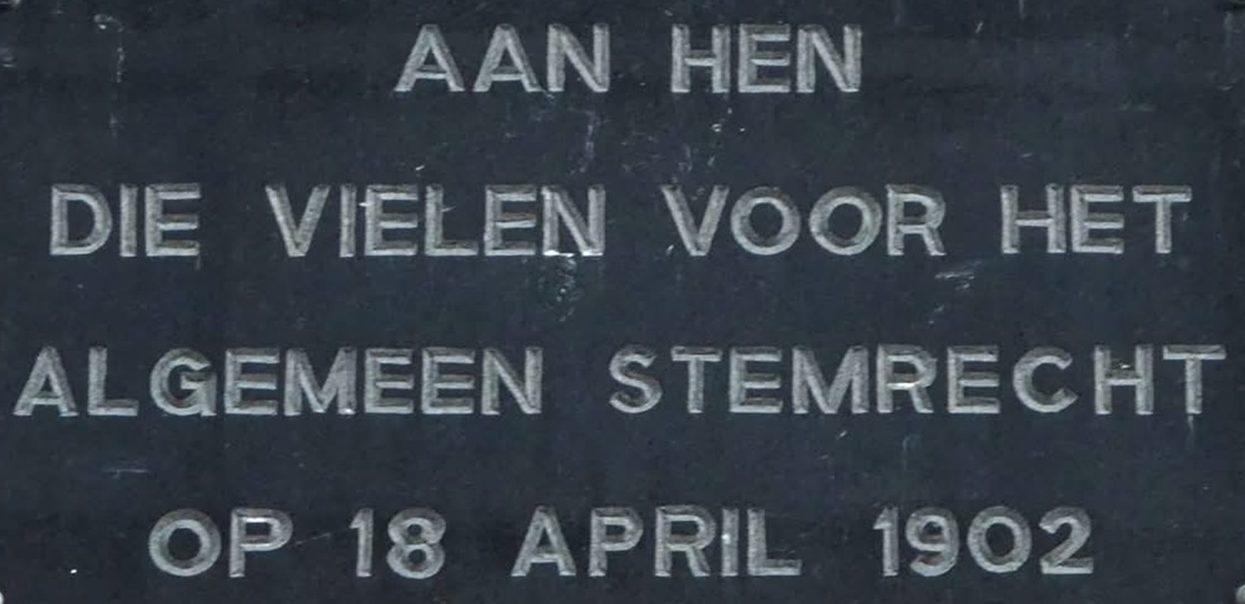 AAN HEN
DIE VIELEN VOOR HET
ALGEMEEN STEMRECHT
OP 18 APRIL 1902